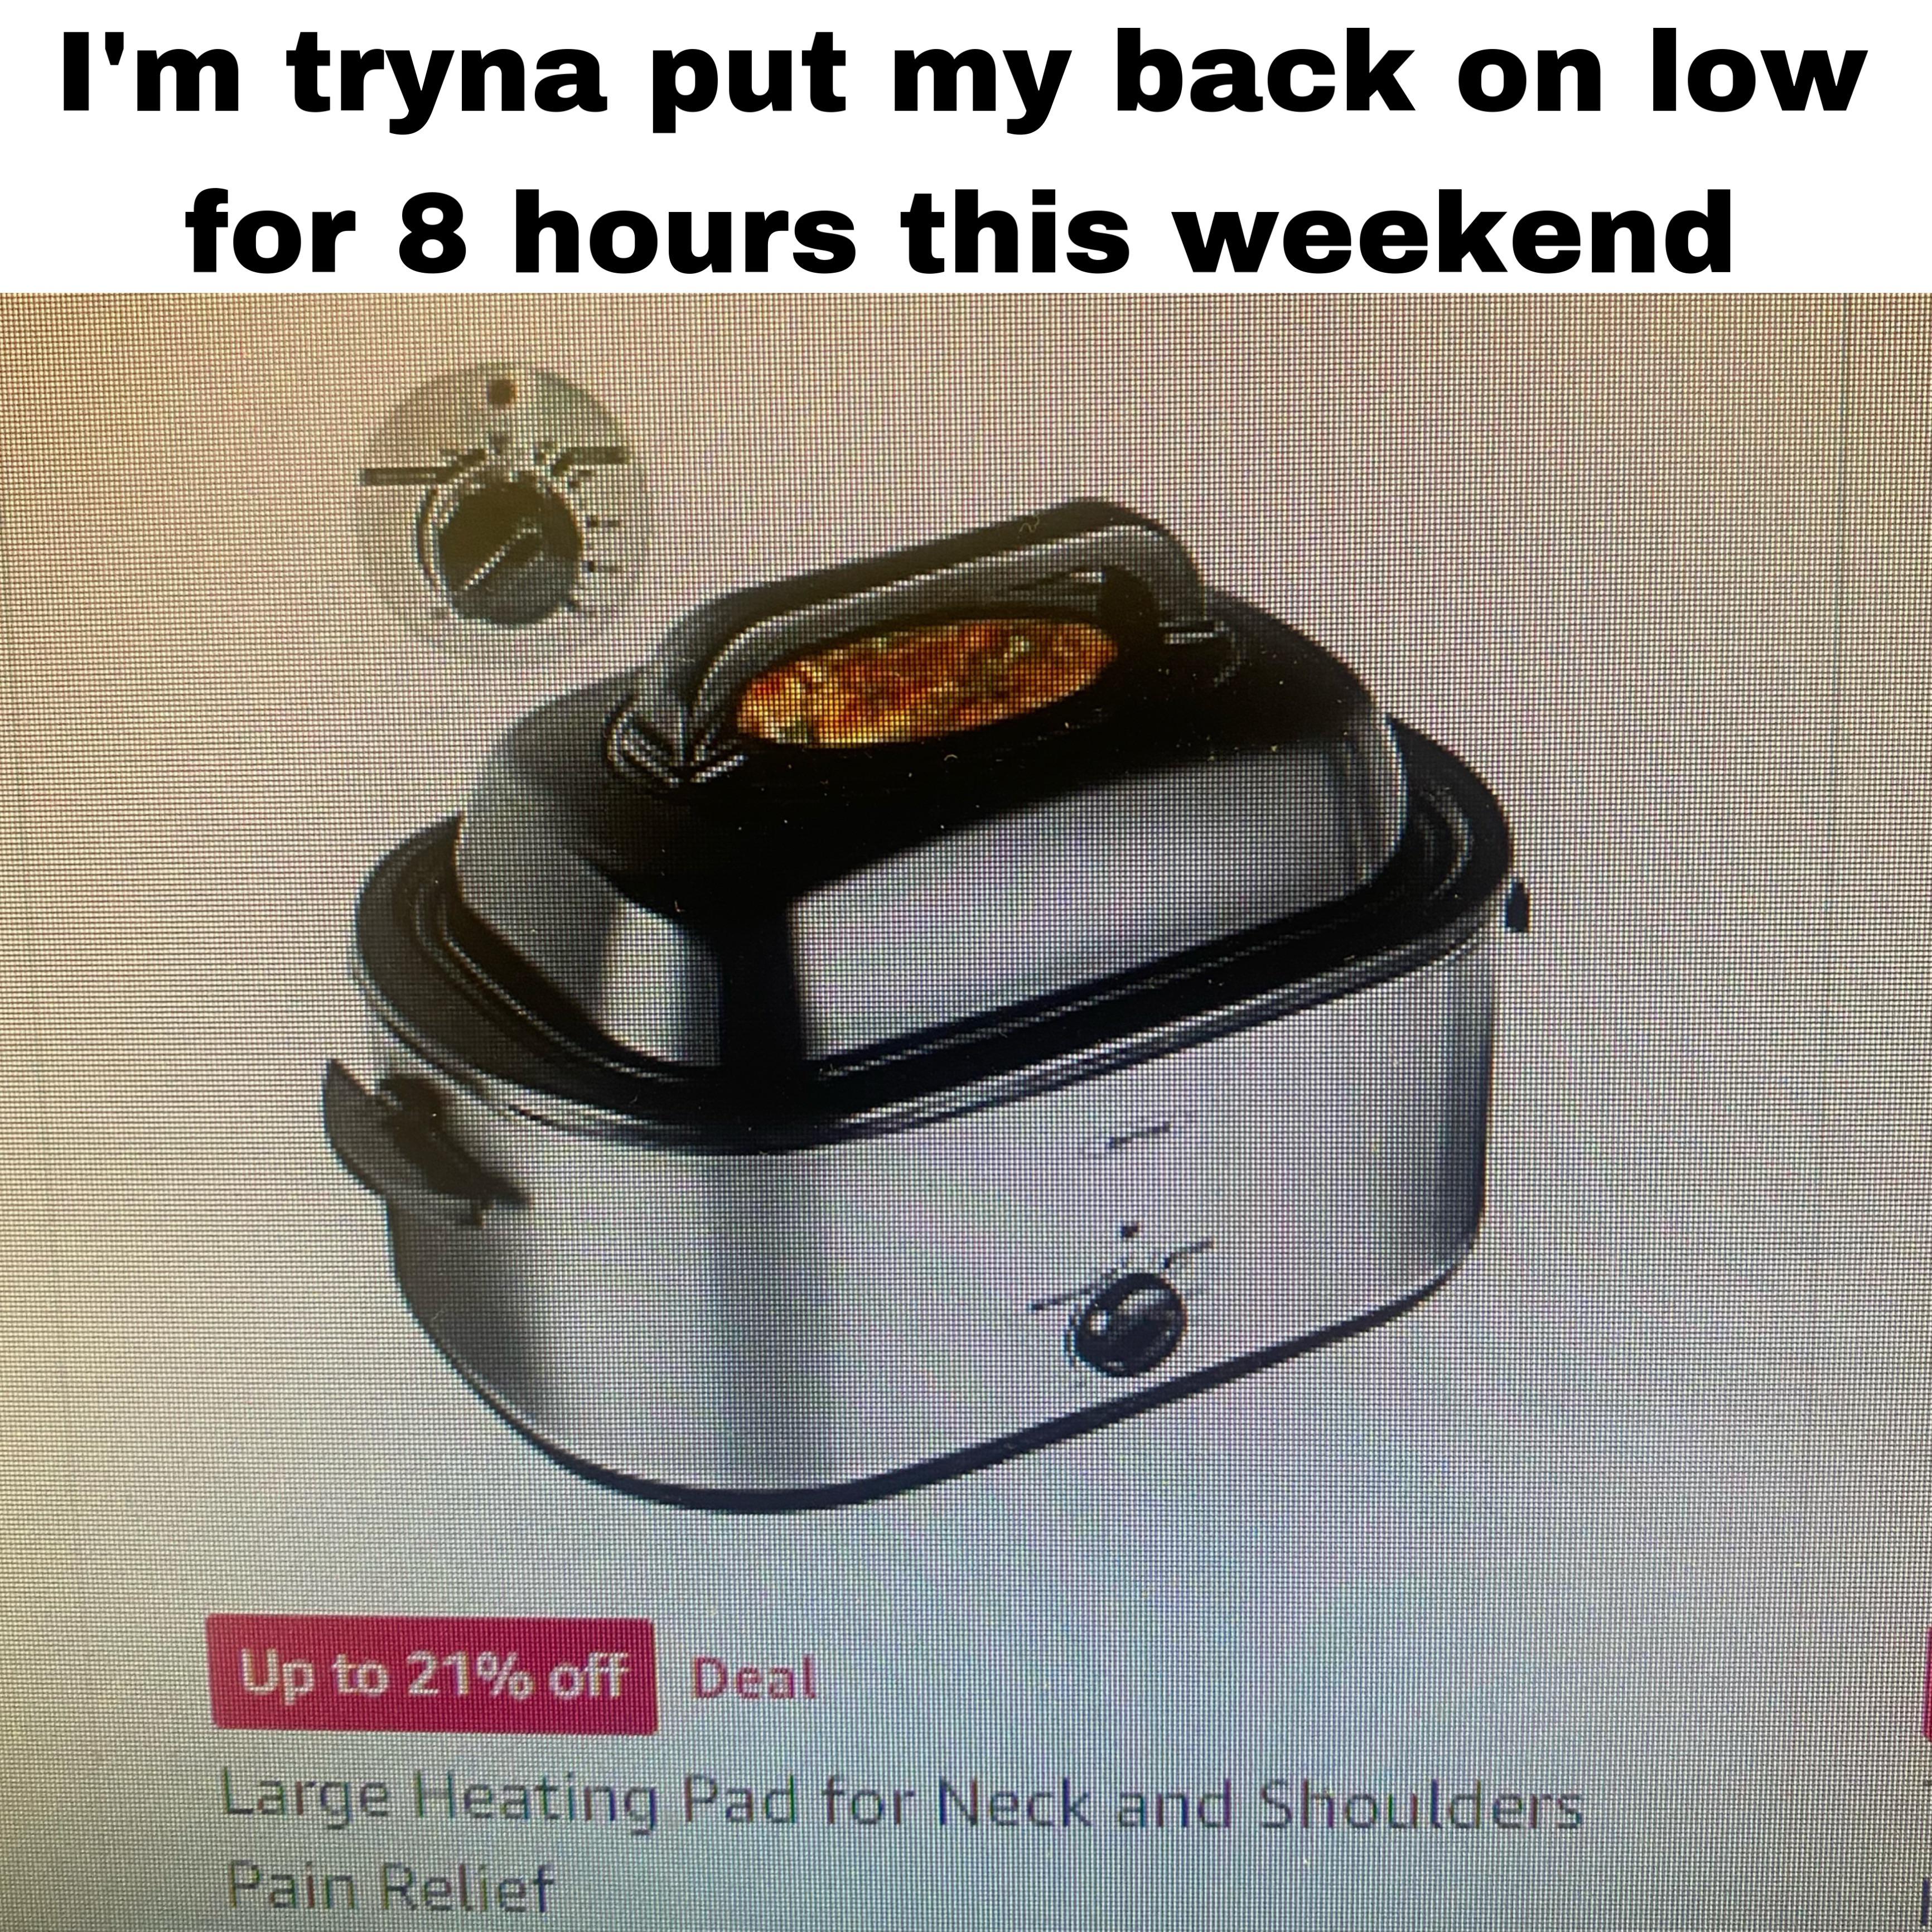 I'm tryna put my back on low
for 8 hours this weekend
Up to 21% off Deal
Large Heating Pad for Neck and Shoulders
Pain Relief